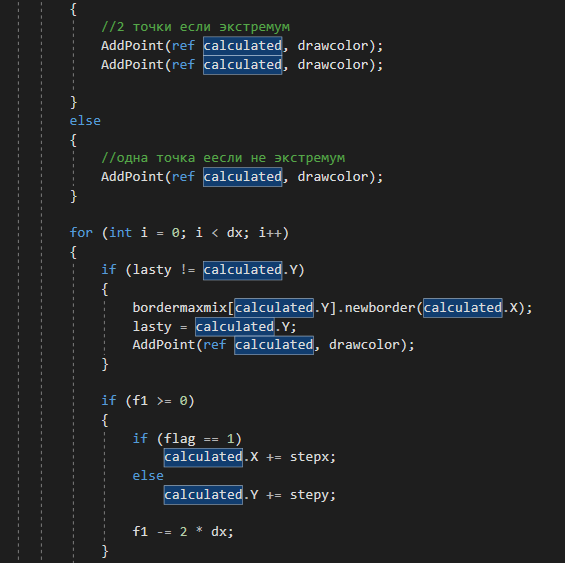 {
//2 точки если экстремум
AddPoint(ref calculated, drawcolor);
AddPoint(ref calculated, drawcolor);
}
else
{
//одна точка еесли не экстремум
AddPoint(ref calculated, drawcolor);
}
for (int i = 0; i < dx; i++)
{
if (lasty != calculated.Y)
{
bordermaxmix[calculated.Y].newborder(calculated.X);
lasty = calculated.Y;
AddPoint(ref calculated, drawcolor);
}
if (f1 >= 0)
{
if (flag == 1)
calculated.X += stepx;
else
calculated.Y += stepy;
f1 -= 2 * dx;
}